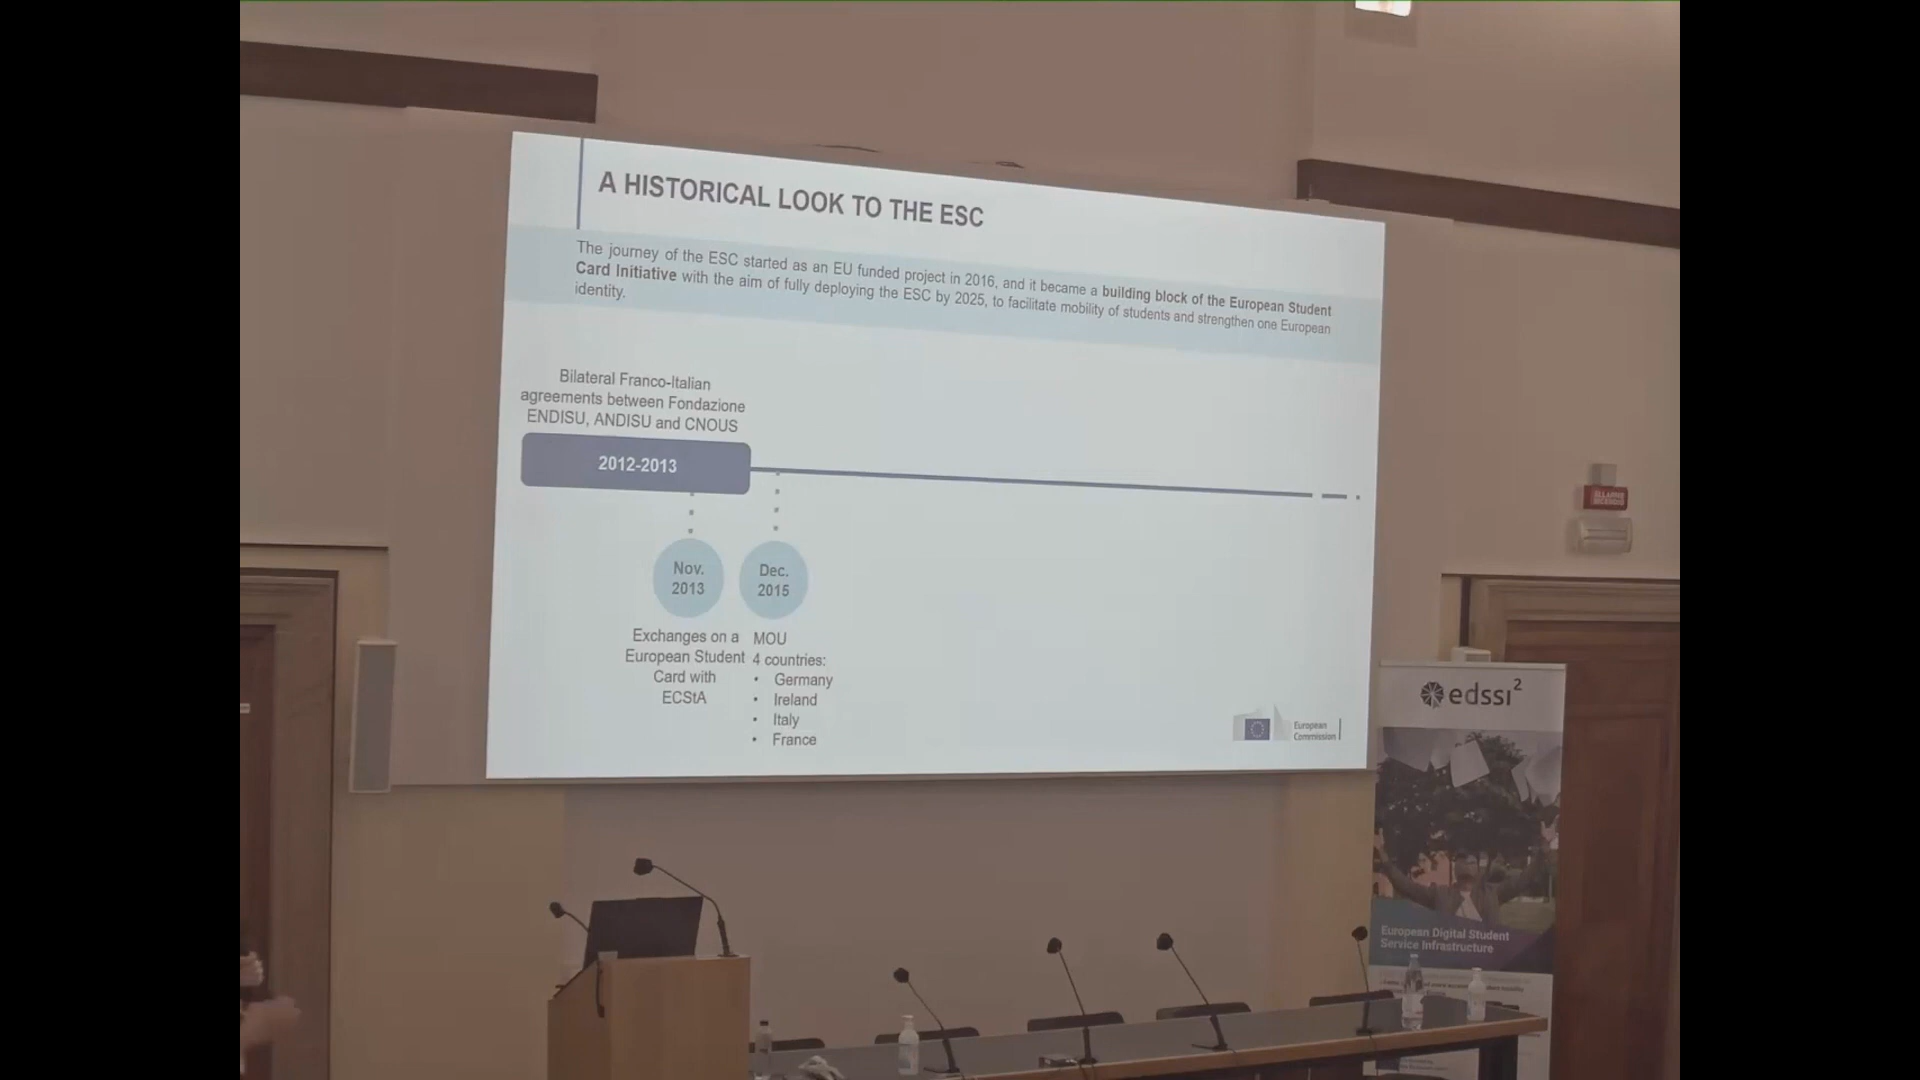 A HISTORICAL LOOK TO THE ESC
The journey of the ESC started as an EU funded project in 2016, and it became a building block of the European Student
Card Initiative with the aim of fully deploying the ESC by 2025, to facilitate mobility of students and strengthen one European
identity.
Bilateral Franco-Italian
agreements between Fondazione
ENDISU, ANDISU and CNOUS
2012-2013
Nov.
2013
Dec.
2015
Exchanges on a
European Student
Card with
ECStA
MOU
4 countries:
• Germany
• Ireland
• Italy
• France
European
Commission
ALLARME
INCENDIO
edssi2
European Digital Student
Service Infrastructure